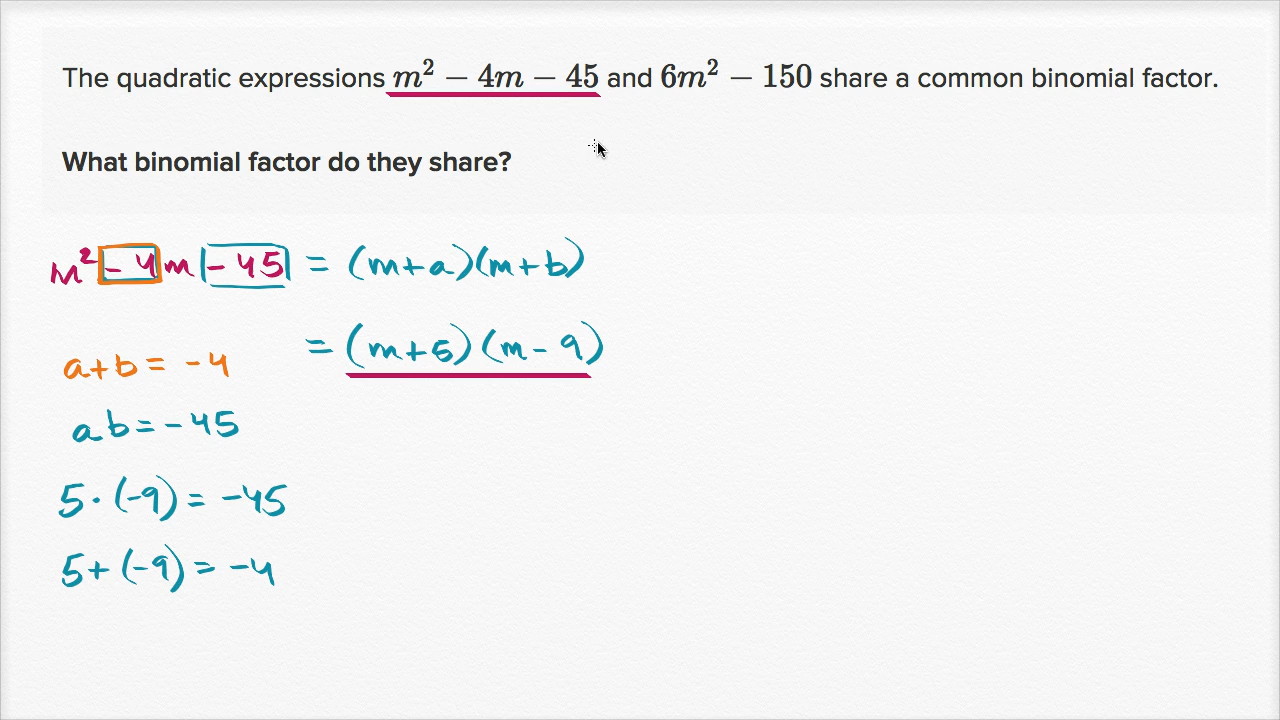 The quadratic expressions m² − 4m − 45 and 6m² − 150 share a common binomial factor.
What binomial factor do they share?
m² - 4m - 45 = (m+a)(m+b)
= (m+5)(m-9)
a+b = -4
ab = -45
5·(-9) = -45
5+(-9) = -4